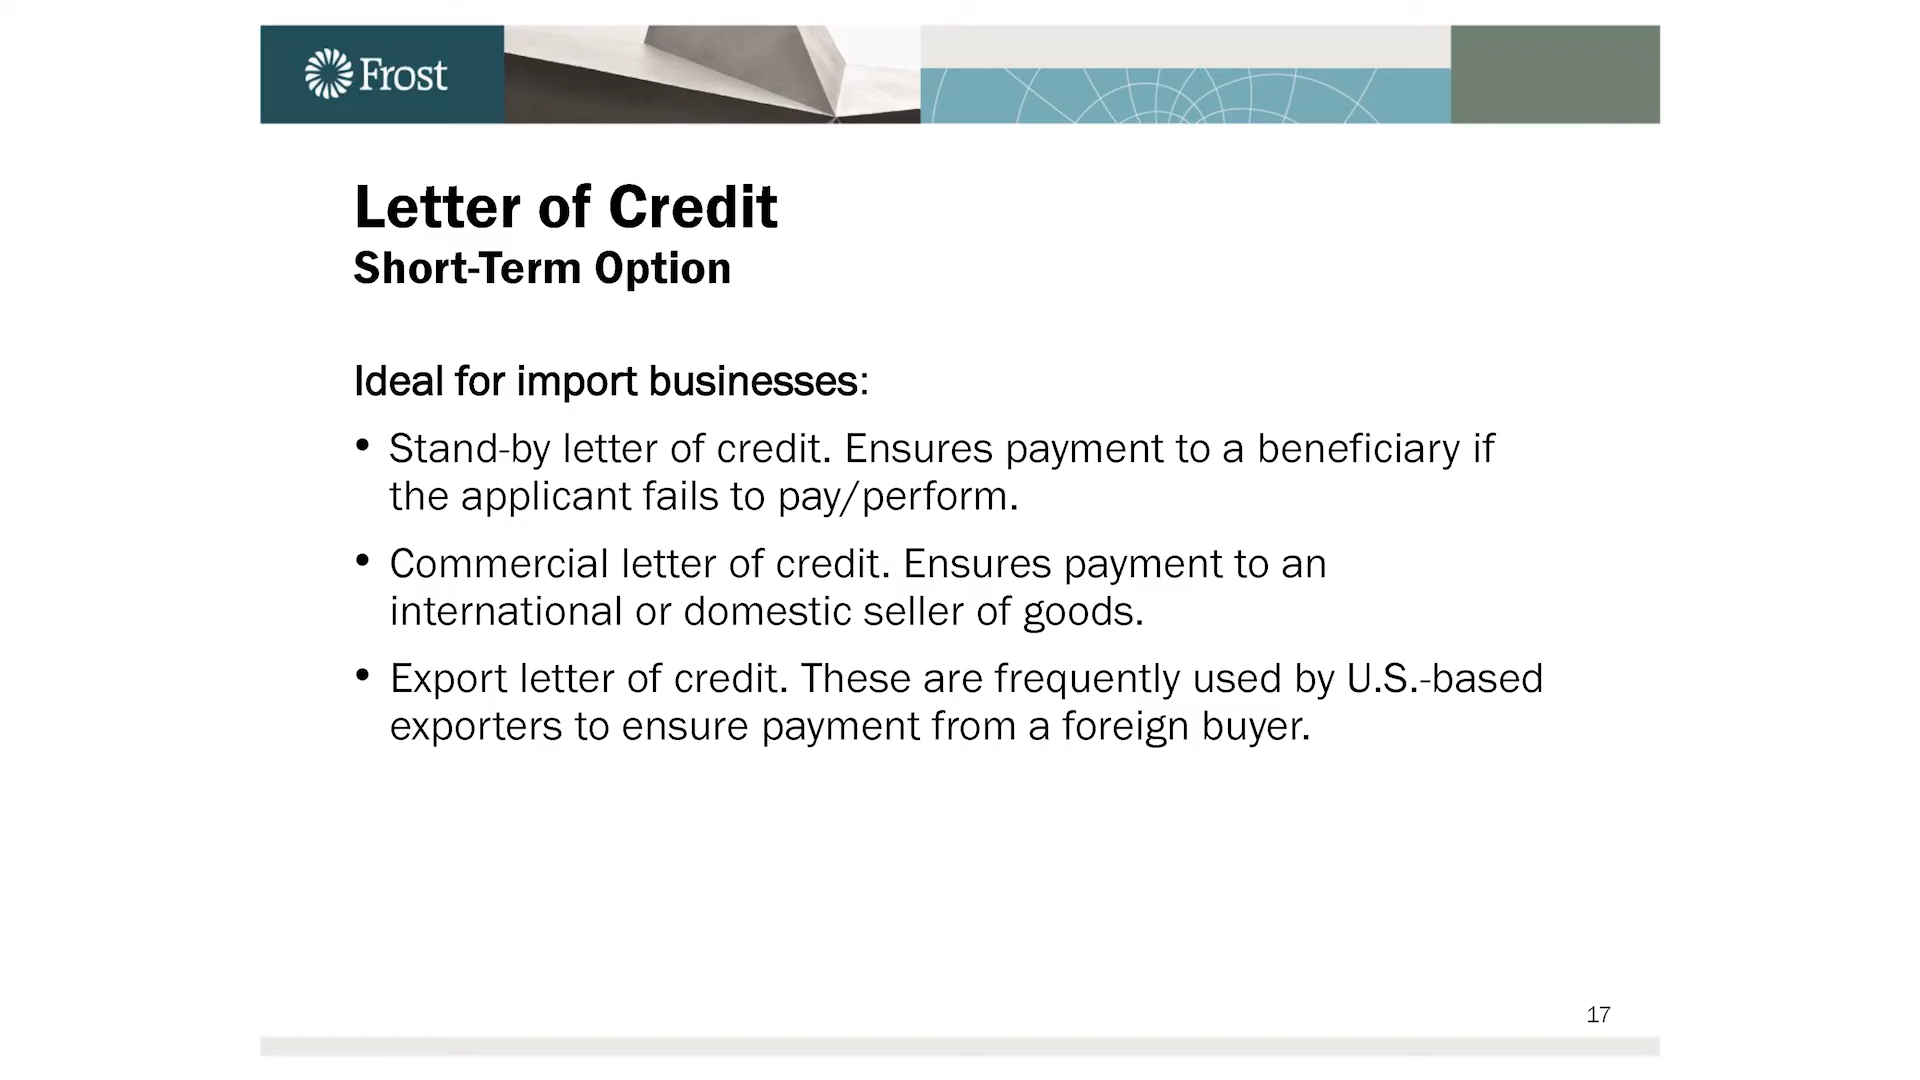 Frost
Letter of Credit
Short-Term Option
Ideal for import businesses:
• Stand-by letter of credit. Ensures payment to a beneficiary if
the applicant fails to pay/perform.
• Commercial letter of credit. Ensures payment to an
international or domestic seller of goods.
• Export letter of credit. These are frequently used by U.S.-based
exporters to ensure payment from a foreign buyer.
17